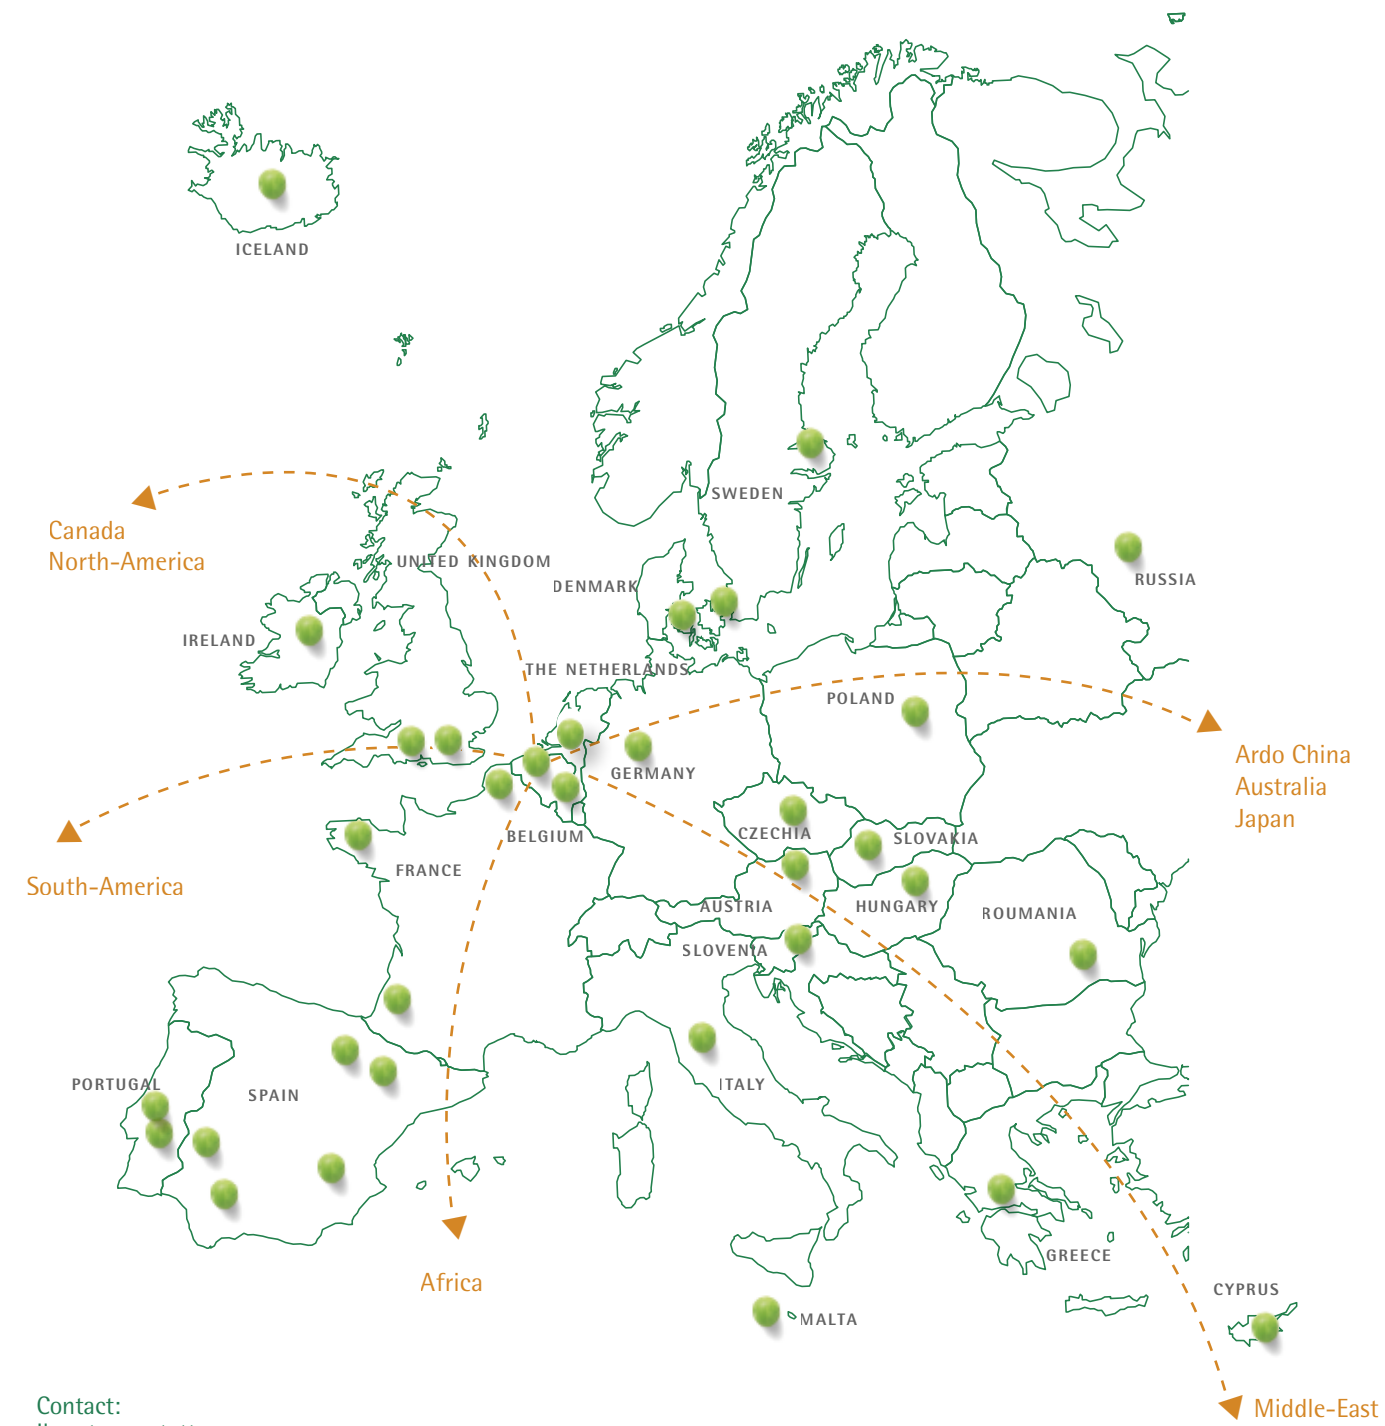 ICELAND
SWEDEN
Canada
North-America
UNITED KINGDOM
DENMARK
RUSSIA
IRELAND
THE NETHERLANDS
POLAND
Ardo China
Australia
Japan
GERMANY
BELGIUM
CZECHIA
SLOVAKIA
FRANCE
South-America
AUSTRIA
HUNGARY
ROUMANIA
SLOVENIA
PORTUGAL
SPAIN
ITALY
GREECE
Africa
CYPRUS
MALTA
Contact:
Middle-East